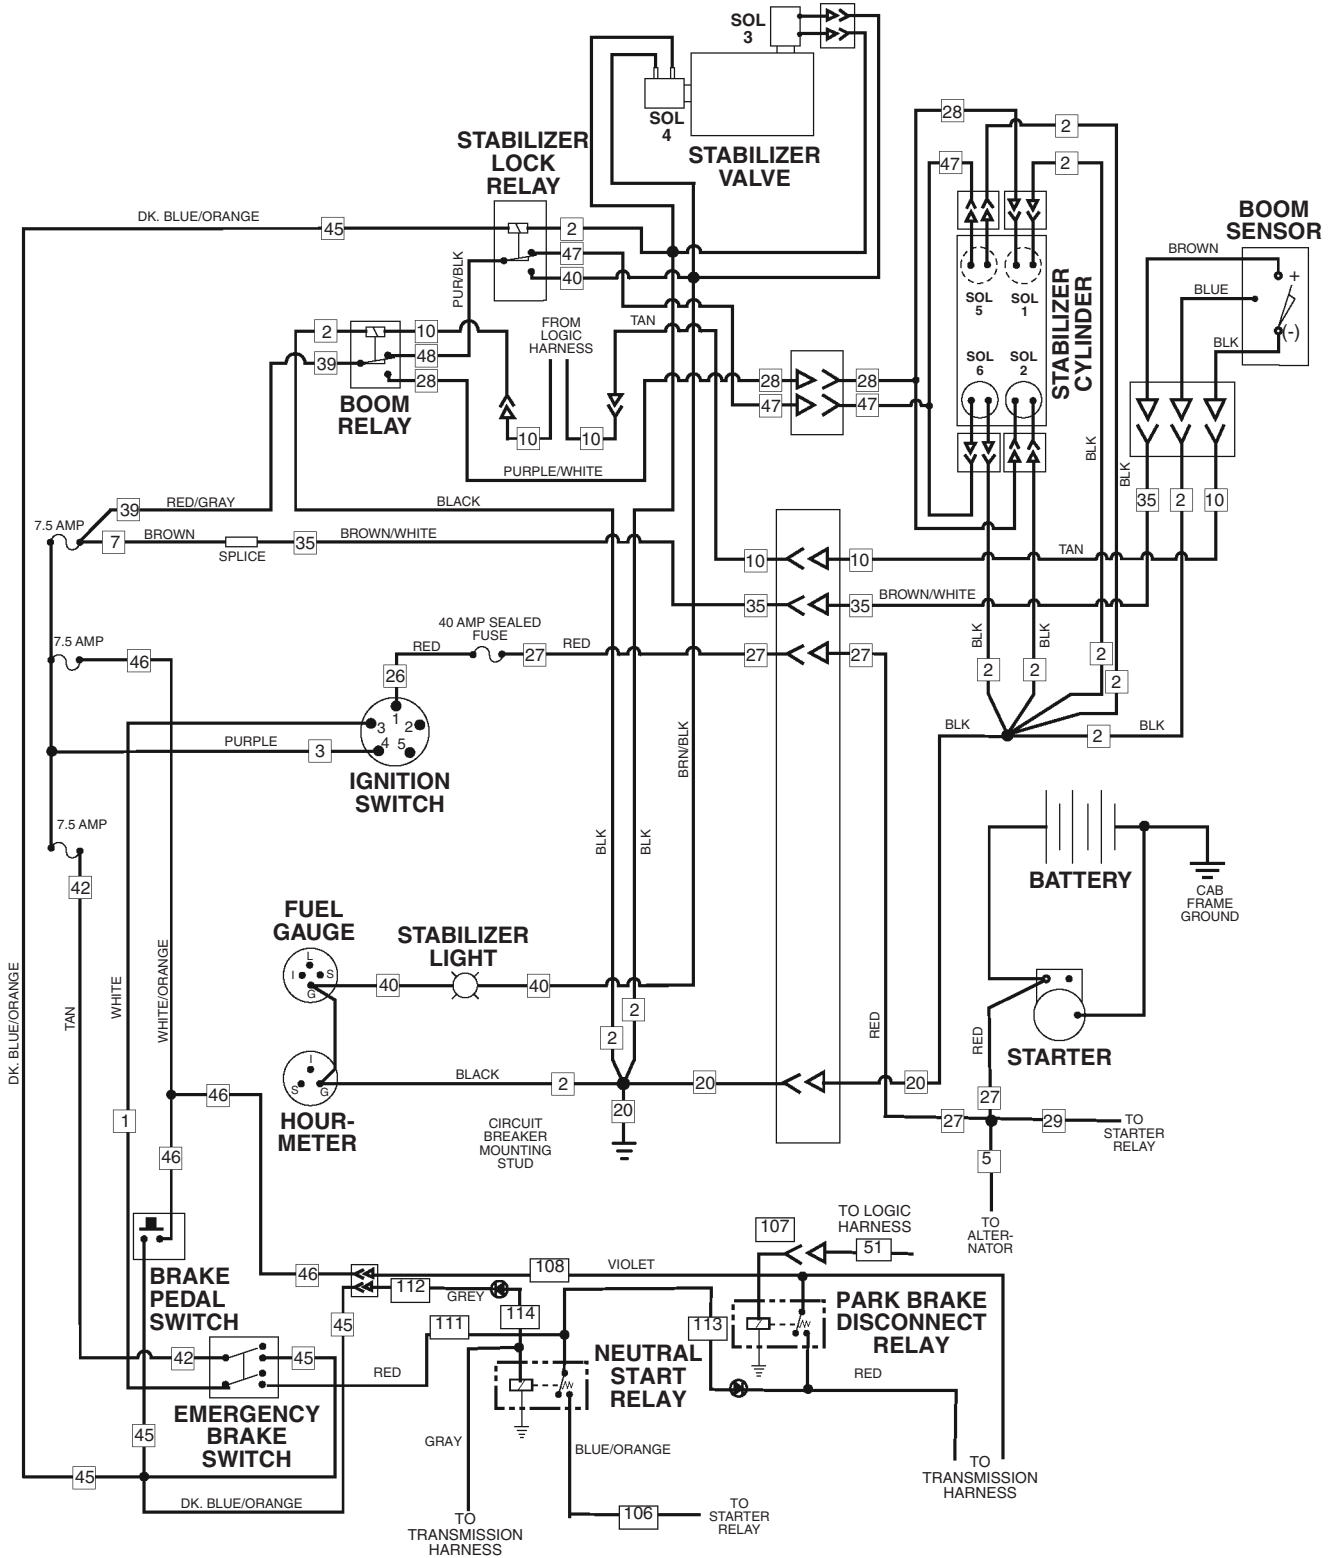 SOL
3
SOL
4
STABILIZER
VALVE
STABILIZER
LOCK
RELAY
DK. BLUE/ORANGE
45
2
47
40
PUR/BLK
28
2
47
2
BOOM
SENSOR
BROWN
+
BLUE
BLK
(-)
SOL
5
SOL
1
SOL
6
SOL
2
STABILIZER
CYLINDER
2
10
39
48
28
BOOM
RELAY
FROM
LOGIC
HARNESS
TAN
10
10
28
28
47
47
PURPLE/WHITE
BLK
BLK
35
2
10
39
RED/GRAY
BLACK
7.5 AMP
7
BROWN
SPLICE
35
BROWN/WHITE
10
10
TAN
35
35
BROWN/WHITE
7.5 AMP
46
40 AMP SEALED
FUSE
RED
27
RED
27
27
26
BLK
BLK
2
2
2
2
1
2
3
4
5
PURPLE
3
IGNITION
SWITCH
BRN/BLK
BLK
2
BLK
7.5 AMP
42
BLK
BLK
BATTERY
CAB
FRAME
GROUND
FUEL
GAUGE
L
I
S
G
STABILIZER
LIGHT
40
40
2
2
DK. BLUE/ORANGE
TAN
WHITE
WHITE/ORANGE
RED
RED
STARTER
I
S
G
HOUR-
METER
BLACK
2
20
20
20
CIRCUIT
BREAKER
MOUNTING
STUD
46
1
46
27
27
29
TO
STARTER
RELAY
5
TO
ALTER-
NATOR
BRAKE
PEDAL
SWITCH
46
108
VIOLET
107
TO LOGIC
HARNESS
51
112
GREY
114
45
111
113
PARK BRAKE
DISCONNECT
RELAY
42
45
RED
NEUTRAL
START
RELAY
RED
EMERGENCY
BRAKE
SWITCH
45
45
GRAY
BLUE/ORANGE
DK. BLUE/ORANGE
TO
TRANSMISSION
HARNESS
106
TO
STARTER
RELAY
TO
TRANSMISSION
HARNESS